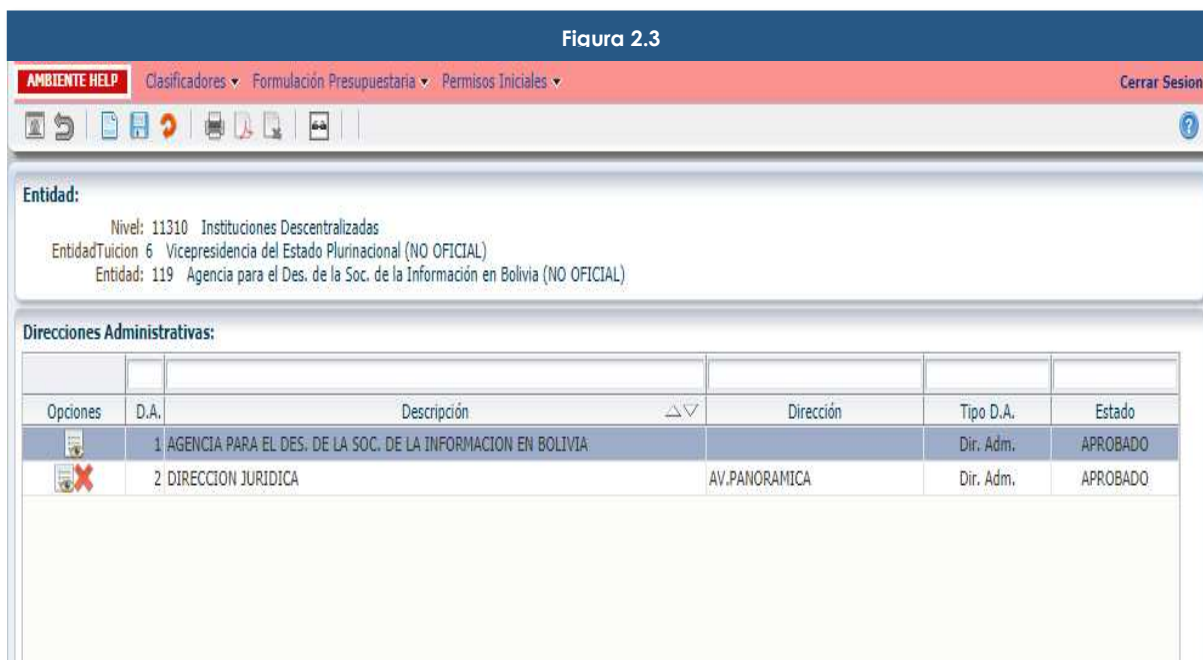 Figura 2.3
AMBIENTE HELP Clasificadores Formulación Presupuestaria Permisos Iniciales Cerrar Sesion
Entidad:
Nivel: 11310 Instituciones Descentralizadas
EntidadTuicion 6 Vicepresidencia del Estado Plurinacional (NO OFICIAL)
Entidad: 119 Agencia para el Des. de la Soc. de la Información en Bolivia (NO OFICIAL)
Direcciones Administrativas:
Opciones D.A. Descripción Dirección Tipo D.A. Estado
1 AGENCIA PARA EL DES. DE LA SOC. DE LA INFORMACION EN BOLIVIA Dir. Adm. APROBADO
2 DIRECCION JURIDICA AV.PANORAMICA Dir. Adm. APROBADO